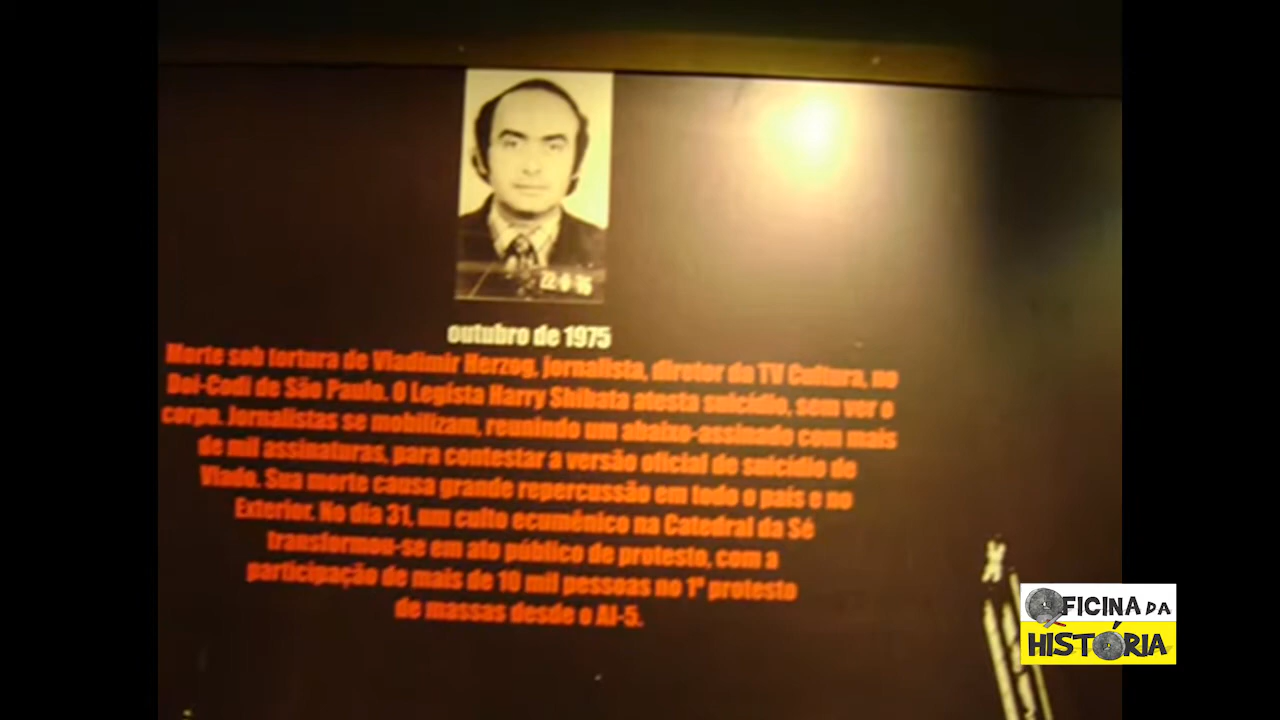 outubro de 1975
Morte sob tortura de Vladimir Herzog, jornalista, diretor da TV Cultura, no
Doi-Codi de São Paulo. O Legista Harry Shibata atesta suicídio, sem ver o
corpo. Jornalistas se mobilizam, reunindo um abaixo-assinado com mais
de mil assinaturas, para contestar a versão oficial de suicídio de
Vlado. Sua morte causa grande repercussão em todo o país e no
Exterior. No dia 31, um culto ecumênico na Catedral da Sé
transformou-se em ato público de protesto, com a
participação de mais de 10 mil pessoas no 1º protesto
de massas desde o AI-5.
OFICINA DA
HISTÓRIA